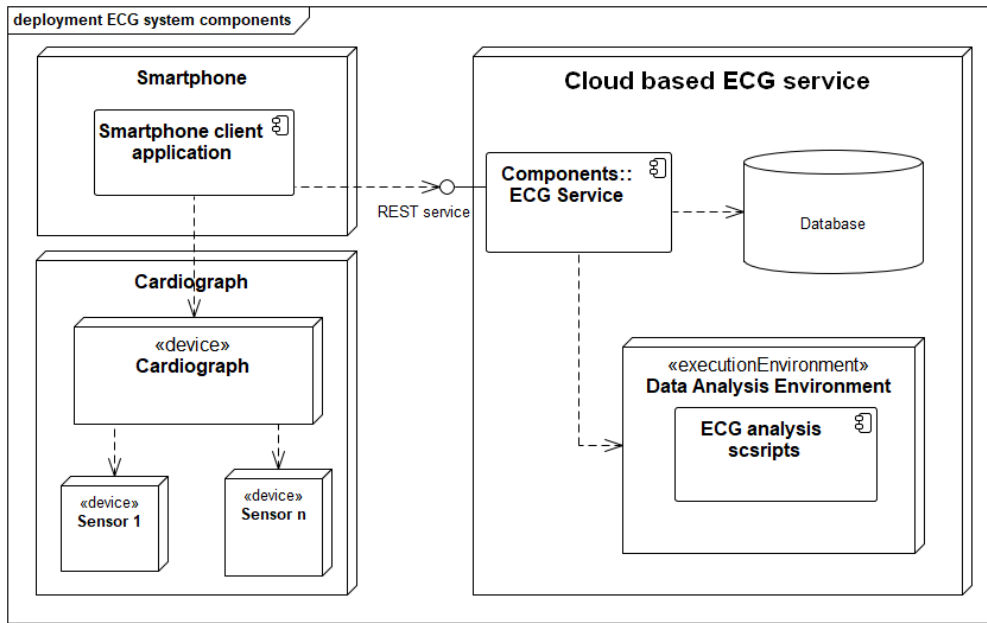 deployment ECG system components
Smartphone
Smartphone client
application
REST service
Cardiograph
«device»
Cardiograph
«device»
Sensor 1
«device»
Sensor n
Cloud based ECG service
Components::
ECG Service
Database
«executionEnvironment»
Data Analysis Environment
ECG analysis
scsripts